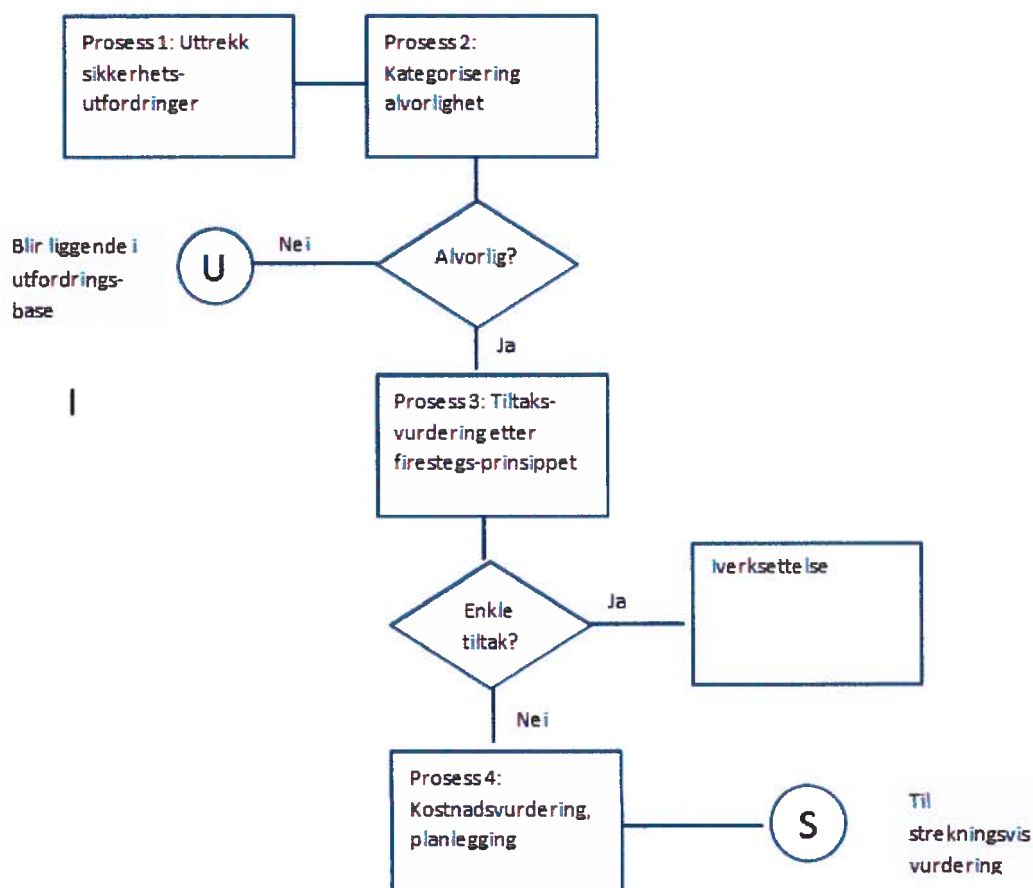 Prosess 1: Uttrekk
sikkerhets-
utfordringer
Prosess 2:
Kategorisering
alvorlighet
Alvorlig?
Nei
U
Blir liggende i
utfordrings-
base
Ja
Prosess 3: Tiltaks-
vurdering etter
firestegs-prinsippet
Enkle
tiltak?
Ja
Iverksettelse
Nei
Prosess 4:
Kostnadsvurdering,
planlegging
S
Til
strekningsvis
vurdering